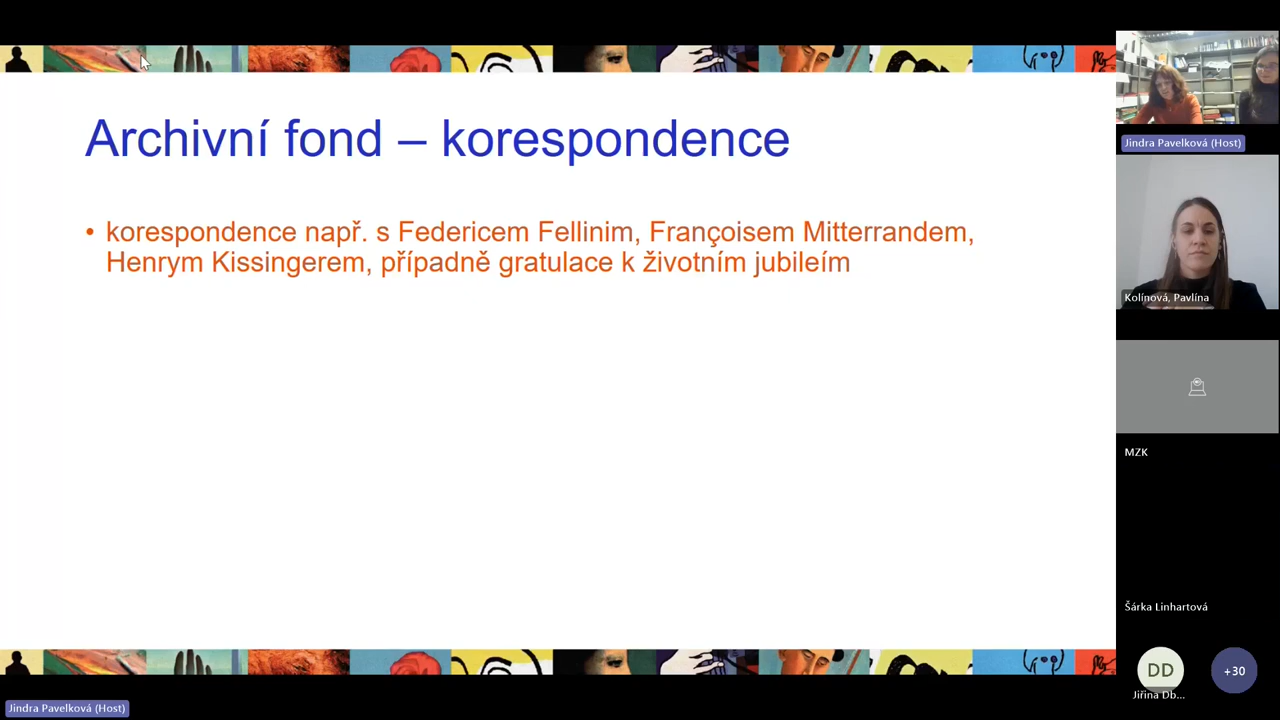 Archivní fond – korespondence
• korespondence např. s Federicem Fellinim, Françoisem Mitterrandem,
Henrym Kissingerem, případně gratulace k životním jubileím
Jindra Pavelková (Host)
Kolínová, Pavlína
MZK
Šárka Linhartová
DD
+30
Jiřina Db...
Jindra Pavelková (Host)